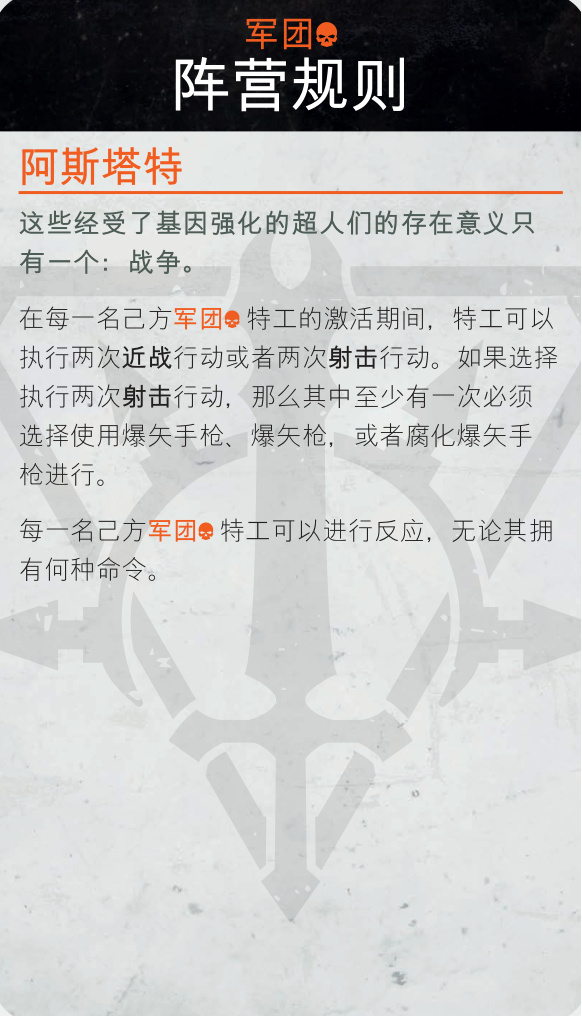 军团
阵营规则
阿斯塔特
这些经受了基因强化的超人们的存在意义只
有一个：战争。
在每一名己方军团特工的激活期间，特工可以
执行两次近战行动或者两次射击行动。如果选择
执行两次射击行动，那么其中至少有一次必须
选择使用爆矢手枪、爆矢枪，或者腐化爆矢手
枪进行。
每一名己方军团特工可以进行反应，无论其拥
有何种命令。